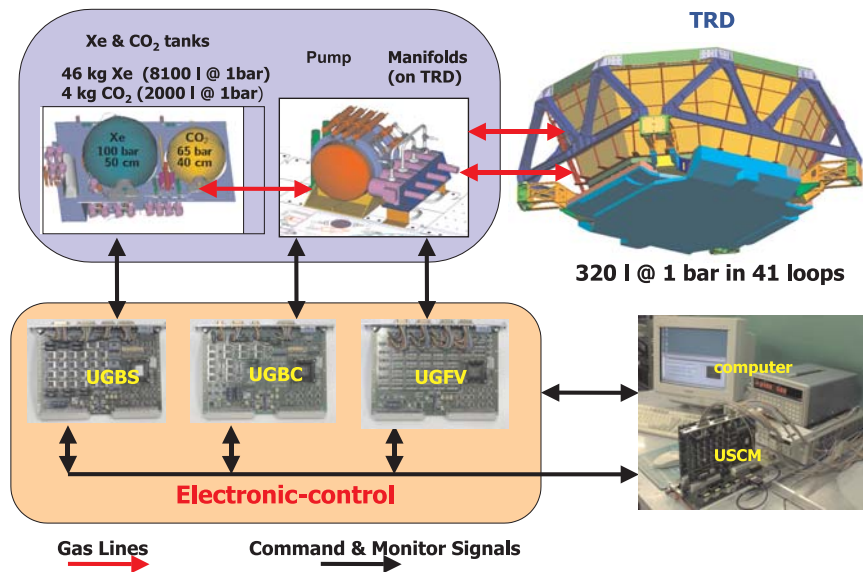 TRD
Xe & CO₂ tanks
46 kg Xe (8100 l @ 1bar)
4 kg CO₂ (2000 l @ 1bar)
Pump
Manifolds
(on TRD)
Xe
100 bar
50 cm
CO₂
65 bar
40 cm
320 l @ 1 bar in 41 loops
UGBS
UGBC
UGFV
computer
USCM
Electronic-control
Gas Lines
Command & Monitor Signals